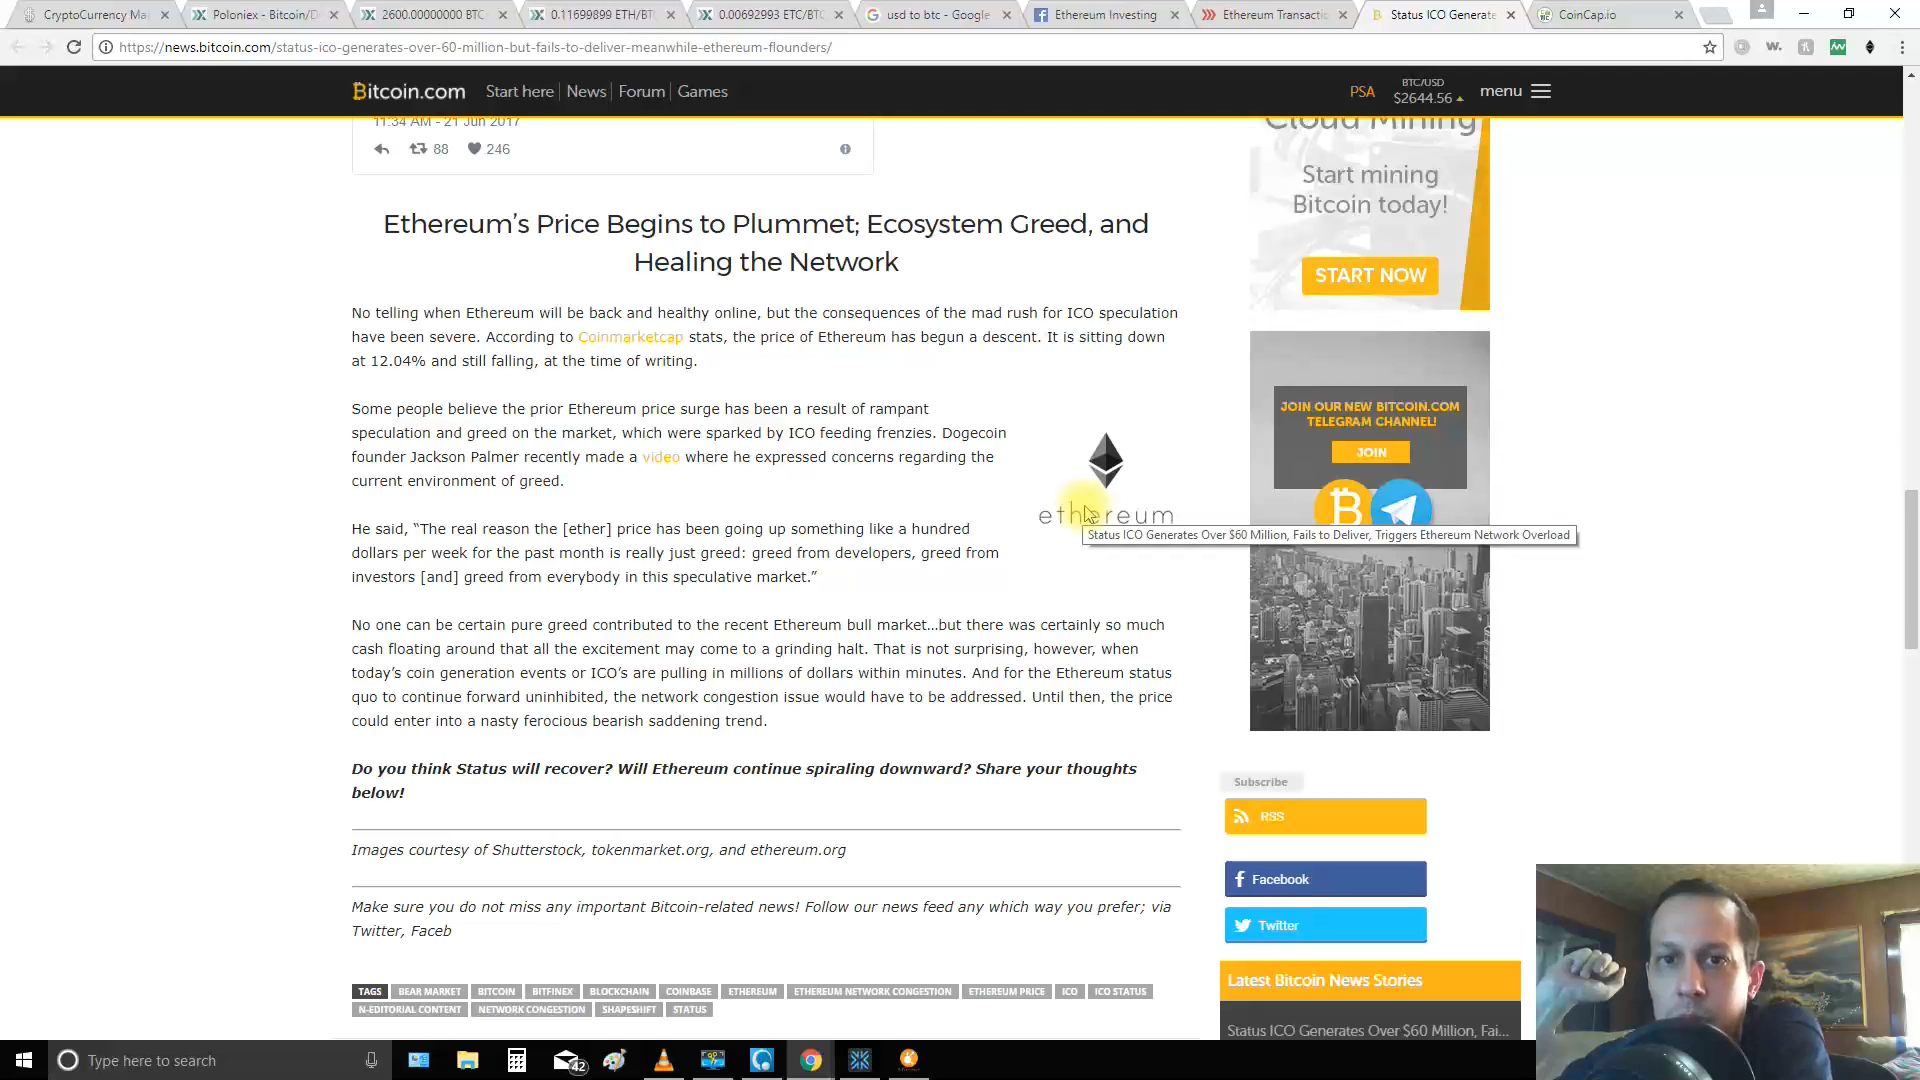 CryptoCurrency Ma
Poloniex - Bitcoin/D
2600.00000000 BTC
0.11699899 ETH/BT
0.00692993 ETC/BTC
usd to btc - Google
Ethereum Investing
Ethereum Transactic
Status ICO Generate
CoinCap.io
https://news.bitcoin.com/status-ico-generates-over-60-million-but-fails-to-deliver-meanwhile-ethereum-flounders/
Bitcoin.com
Start here
News
Forum
Games
PSA
BTC/USD
$2644.56
menu
11:34 AM - 21 Jun 2017
88
246
Cloud Mining
Start mining
Bitcoin today!
START NOW
Ethereum's Price Begins to Plummet; Ecosystem Greed, and
Healing the Network
No telling when Ethereum will be back and healthy online, but the consequences of the mad rush for ICO speculation
have been severe. According to Coinmarketcap stats, the price of Ethereum has begun a descent. It is sitting down
at 12.04% and still falling, at the time of writing.
Some people believe the prior Ethereum price surge has been a result of rampant
speculation and greed on the market, which were sparked by ICO feeding frenzies. Dogecoin
founder Jackson Palmer recently made a video where he expressed concerns regarding the
current environment of greed.
ethereum
Status ICO Generates Over $60 Million, Fails to Deliver, Triggers Ethereum Network Overload
He said, “The real reason the [ether] price has been going up something like a hundred
dollars per week for the past month is really just greed: greed from developers, greed from
investors [and] greed from everybody in this speculative market.”
No one can be certain pure greed contributed to the recent Ethereum bull market…but there was certainly so much
cash floating around that all the excitement may come to a grinding halt. That is not surprising, however, when
today's coin generation events or ICO's are pulling in millions of dollars within minutes. And for the Ethereum status
quo to continue forward uninhibited, the network congestion issue would have to be addressed. Until then, the price
could enter into a nasty ferocious bearish saddening trend.
Do you think Status will recover? Will Ethereum continue spiraling downward? Share your thoughts
below!
Images courtesy of Shutterstock, tokenmarket.org, and ethereum.org
Make sure you do not miss any important Bitcoin-related news! Follow our news feed any which way you prefer; via
Twitter, Faceb
TAGS
BEAR MARKET
BITCOIN
BITFINEX
BLOCKCHAIN
COINBASE
ETHEREUM
ETHEREUM NETWORK CONGESTION
ETHEREUM PRICE
ICO
ICO STATUS
N-EDITORIAL CONTENT
NETWORK CONGESTION
SHAPESHIFT
STATUS
JOIN OUR NEW BITCOIN.COM
TELEGRAM CHANNEL!
JOIN
Subscribe
RSS
Facebook
Twitter
Latest Bitcoin News Stories
Status ICO Generates Over $60 Million, Fai...
Type here to search
42